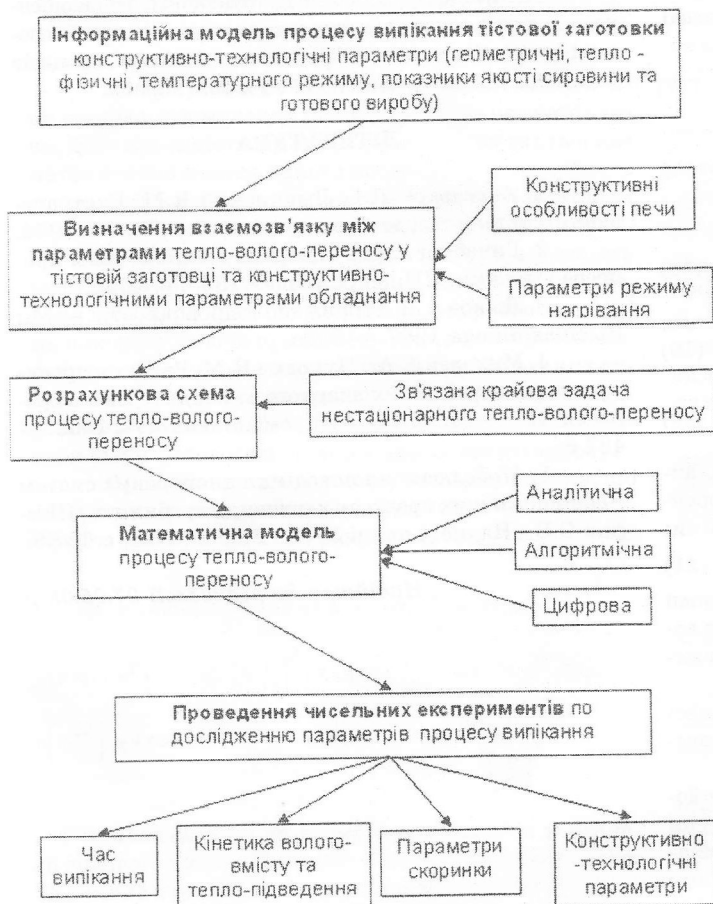 Інформаційна модель процесу випікання тістової заготовки
конструктивно-технологічні параметри (геометричні, тепло -
фізичні, температурного режиму, показники якості сировини та
готового виробу)
Конструктивні
особливості печи
Визначення взаємозв'язку між
параметрами тепло-волого-переносу у
тістовій заготовці та конструктивно-
технологічними параметрами обладнання
Параметри режиму
нагрівання
Розрахункова схема
процесу тепло-волого-
переносу
Зв'язана крайова задача
нестаціонарного тепло-волого-переносу
Аналітична
Математична модель
процесу тепло-волого-
переносу
Алгоритмічна
Цифрова
Проведення чисельних експериментів по
дослідженню параметрів процесу випікання
Час
випікання
Кінетика волого-
вмісту та
тепло-підведення
Параметри
скоринки
Конструктивно
-технологічні
параметри